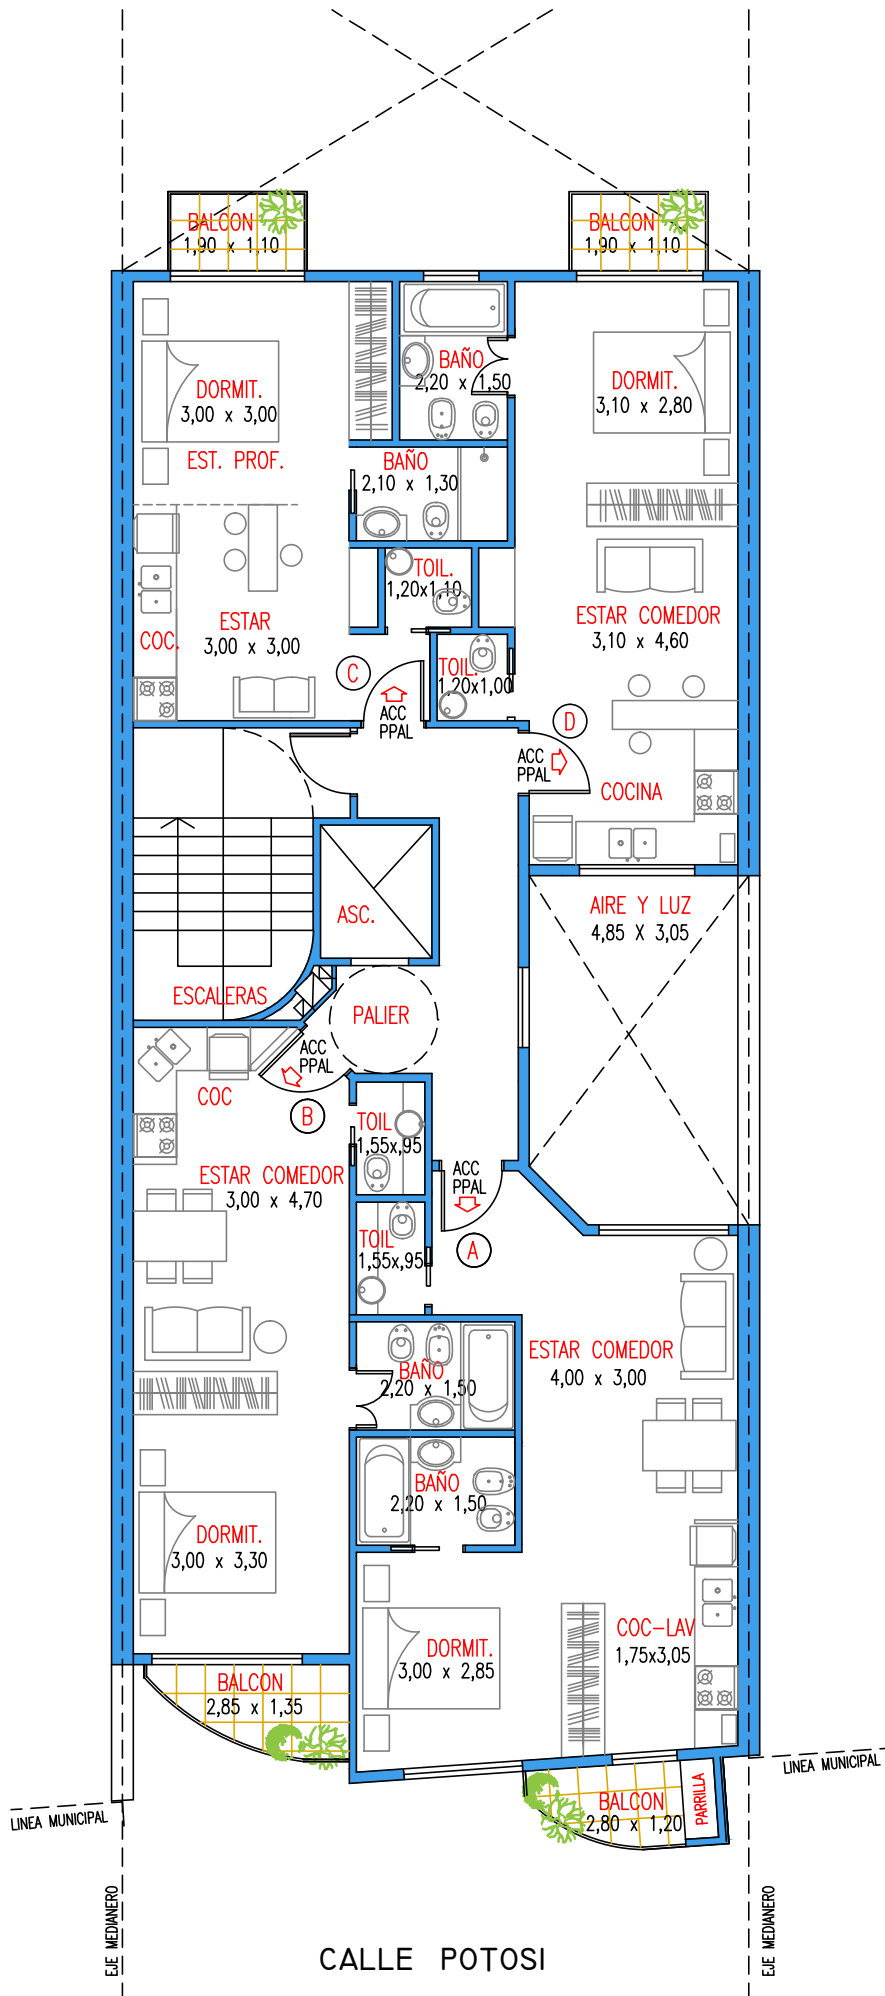 BALCON
1,90 x 1,10
BALCON
1,90 x 1,10
DORMIT.
3,00 x 3,00
EST. PROF.
BAÑO
2,20 x 1,50
DORMIT.
3,10 x 2,80
BAÑO
2,10 x 1,30
TOIL.
1,20x1,10
ESTAR
3,00 x 3,00
COC.
ESTAR COMEDOR
3,10 x 4,60
TOIL.
1,20x1,00
C
ACC
PPAL
D
ACC
PPAL
COCINA
ASC.
AIRE Y LUZ
4,85 X 3,05
ESCALERAS
PALIER
ACC
PPAL
COC
B
TOIL
1,55x,95
ESTAR COMEDOR
3,00 x 4,70
ACC
PPAL
TOIL
1,55x,95
A
ESTAR COMEDOR
4,00 x 3,00
BAÑO
2,20 x 1,50
BAÑO
2,20 x 1,50
DORMIT.
3,00 x 3,30
COC-LAV
1,75x3,05
DORMIT.
3,00 x 2,85
BALCON
2,85 x 1,35
LINEA MUNICIPAL
BALCON
2,80 x 1,20
PARRILLA
LINEA MUNICIPAL
EJE MEDIANERO
EJE MEDIANERO
CALLE POTOSI